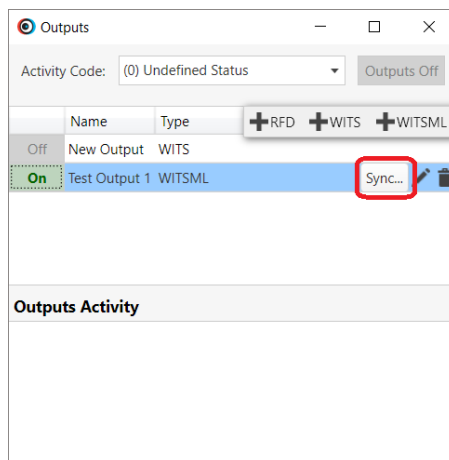 Outputs
Activity Code: (0) Undefined Status Outputs Off
Name Type RFD WITS WITSML
Off New Output WITS
On Test Output 1 WITSML Sync...
Outputs Activity